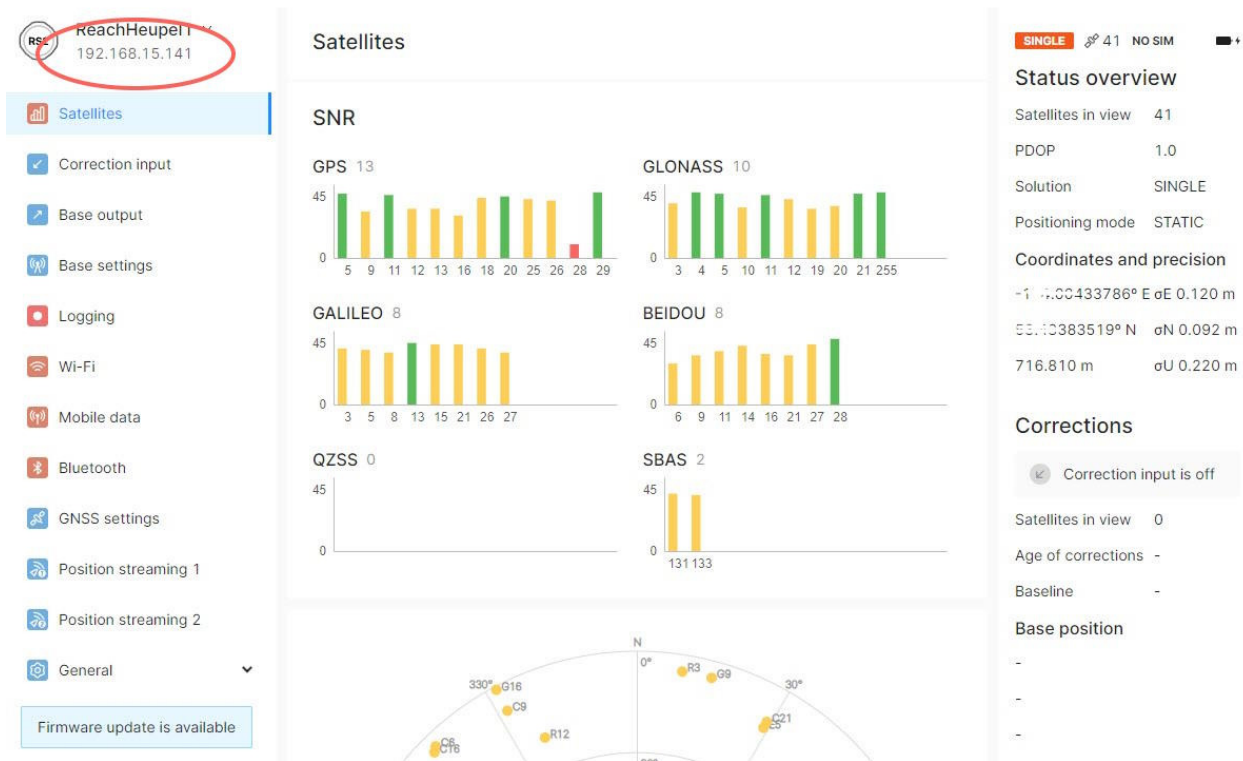 RS2
ReachHeupel1
192.168.15.141
Satellites
Correction input
Base output
Base settings
Logging
Wi-Fi
Mobile data
Bluetooth
GNSS settings
Position streaming 1
Position streaming 2
General
Firmware update is available
Satellites
SNR
GPS 13
45
0
5 9 11 12 13 16 18 20 25 26 28 29
GLONASS 10
45
0
3 4 5 10 11 12 19 20 21 255
GALILEO 8
45
0
3 5 8 13 15 21 26 27
BEIDOU 8
45
0
6 9 11 14 16 21 27 28
QZSS 0
45
0
SBAS 2
45
0
131 133
N
0°
R3
G9
330°
G16
30°
C9
C21
E5
R12
C6
C16
SINGLE 41 NO SIM
Status overview
Satellites in view 41
PDOP 1.0
Solution SINGLE
Positioning mode STATIC
Coordinates and precision
E σE 0.120 m
N σN 0.092 m
716.810 m σU 0.220 m
Corrections
Correction input is off
Satellites in view 0
Age of corrections -
Baseline -
Base position
-
-
-